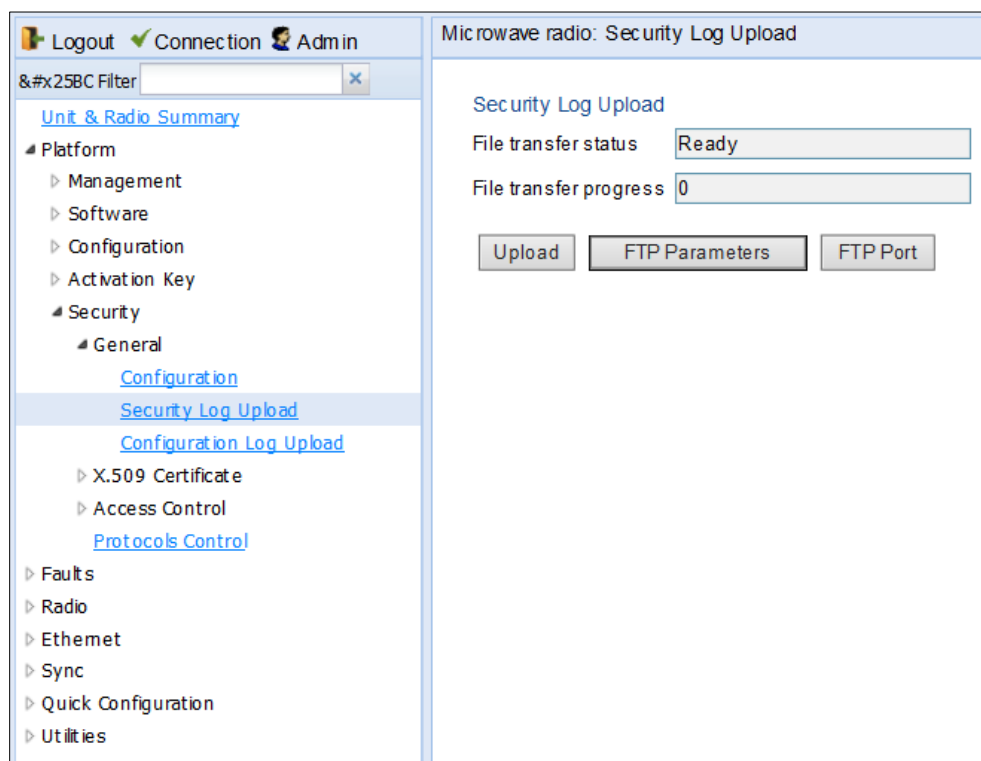 Logout Connection Admin
&#x25BC Filter
Unit & Radio Summary
Platform
Management
Software
Configuration
Activation Key
Security
General
Configuration
Security Log Upload
Configuration Log Upload
X.509 Certificate
Access Control
Protocols Control
Faults
Radio
Ethernet
Sync
Quick Configuration
Utilities
Microwave radio: Security Log Upload
Security Log Upload
File transfer status Ready
File transfer progress 0
Upload FTP Parameters FTP Port